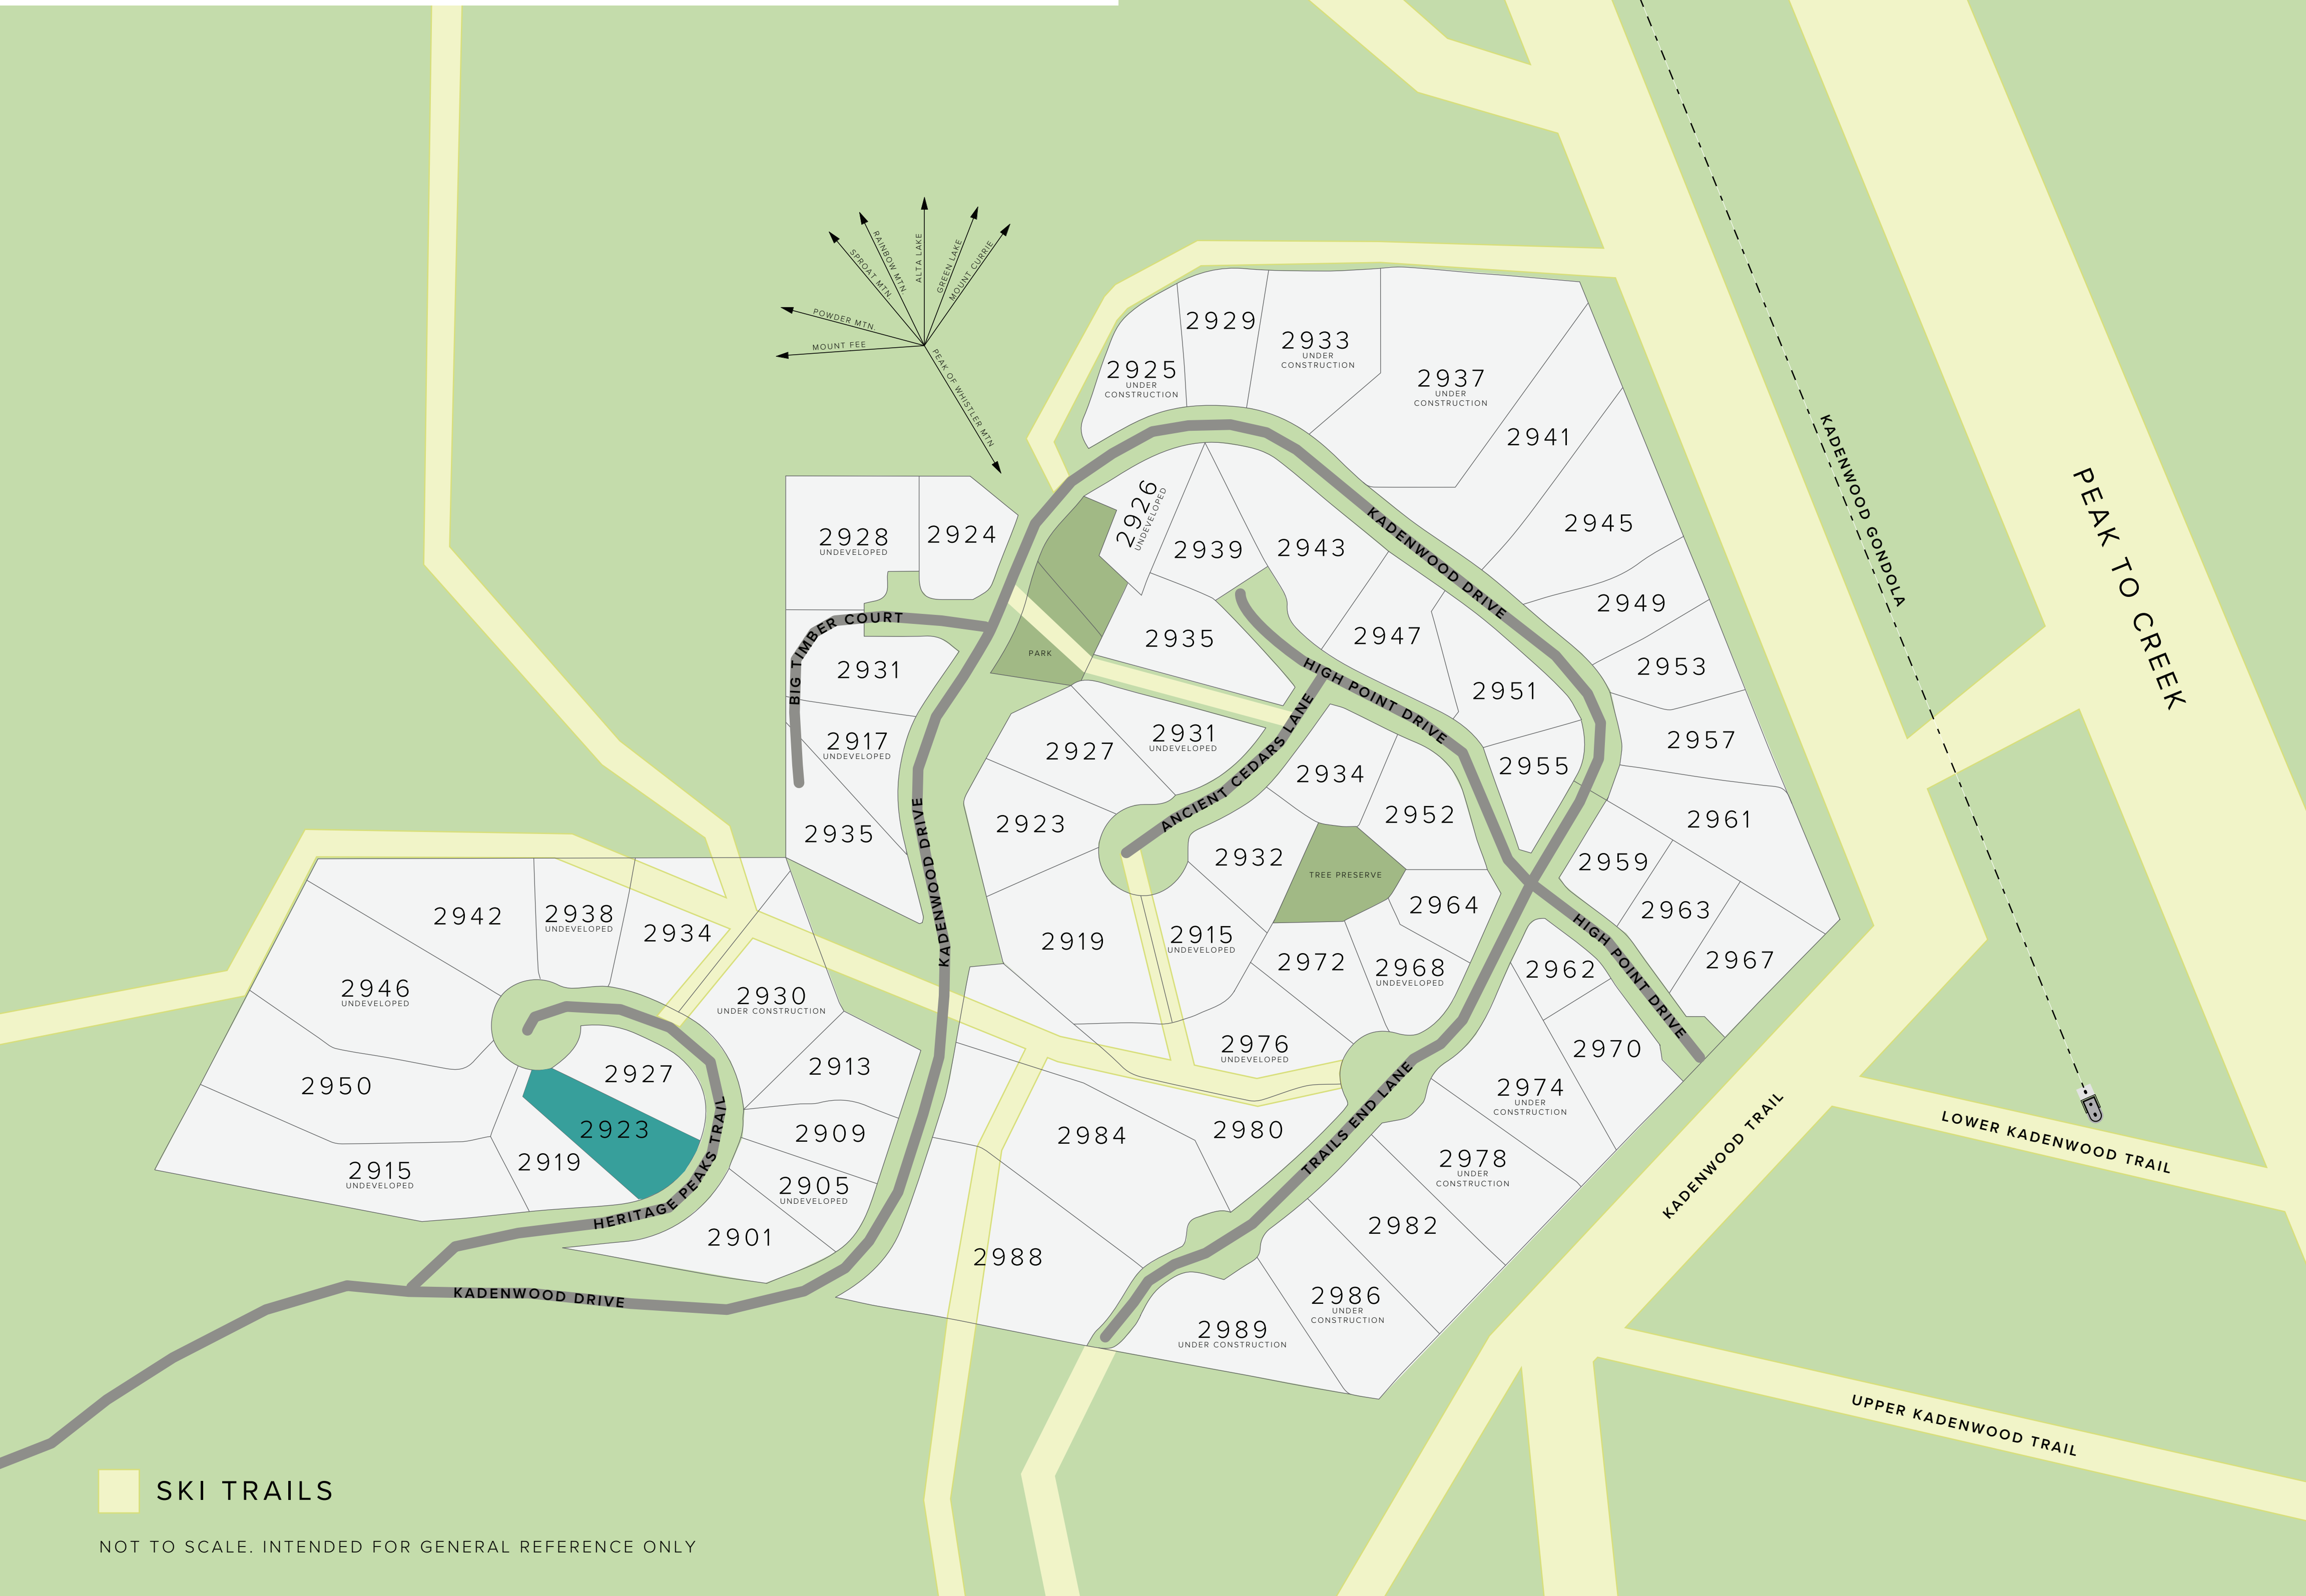 SPROAT MTN.
RAINBOW MTN.
ALTA LAKE
GREEN LAKE
MOUNT CURRIE
POWDER MTN.
MOUNT FEE
PEAK OF WHISTLER MTN
2929
2925
UNDER
CONSTRUCTION
2933
UNDER
CONSTRUCTION
2937
UNDER
CONSTRUCTION
2941
2945
2949
2953
2957
2961
2959
2963
2967
KADENWOOD GONDOLA
PEAK TO CREEK
2928
UNDEVELOPED
2924
2926
UNDEVELOPED
2939
2943
KADENWOOD DRIVE
2947
2951
2955
2935
PARK
HIGH POINT DRIVE
BIG TIMBER COURT
2931
2917
UNDEVELOPED
2935
2927
2931
UNDEVELOPED
ANCIENT CEDARS LANE
2923
2919
2915
UNDEVELOPED
2934
2952
2932
TREE PRESERVE
2964
2972
2968
UNDEVELOPED
2976
UNDEVELOPED
KADENWOOD DRIVE
HIGH POINT DRIVE
2962
2970
2974
UNDER
CONSTRUCTION
2978
UNDER
CONSTRUCTION
2982
2986
UNDER
CONSTRUCTION
2989
UNDER CONSTRUCTION
TRAILS END LANE
2980
2984
2988
2942
2938
UNDEVELOPED
2934
2946
UNDEVELOPED
2930
UNDER CONSTRUCTION
2950
2927
2913
2923
2909
2919
2915
UNDEVELOPED
2905
UNDEVELOPED
2901
HERITAGE PEAKS TRAIL
KADENWOOD DRIVE
KADENWOOD TRAIL
LOWER KADENWOOD TRAIL
UPPER KADENWOOD TRAIL
SKI TRAILS
NOT TO SCALE. INTENDED FOR GENERAL REFERENCE ONLY